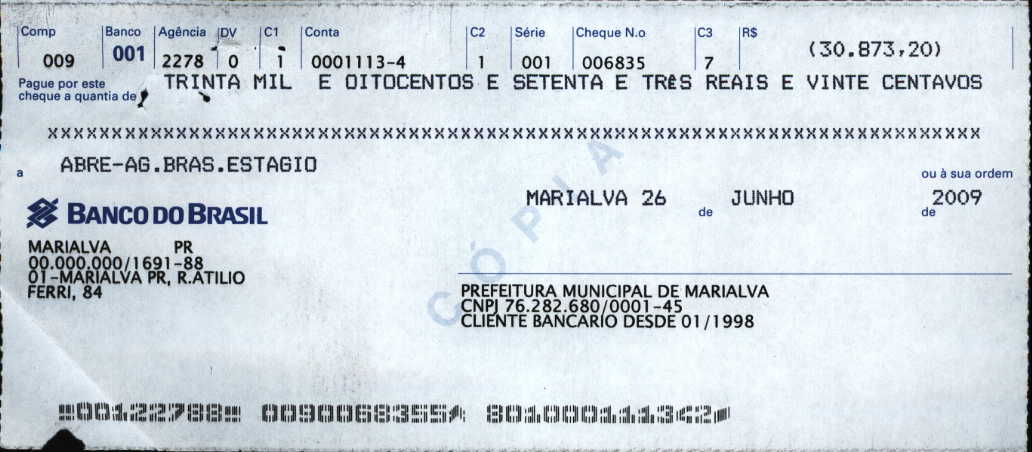 Comp Banco Agência DV C1 Conta C2 Série Cheque N.o C3 R$
009 001 2278 0 1 0001113-4 1 001 006835 7 (30.873,20)
Pague por este
cheque a quantia de TRINTA MIL E OITOCENTOS E SETENTA E TRÊS REAIS E VINTE CENTAVOS
XXXXXXXXXXXXXXXXXXXXXXXXXXXXXXXXXXXXXXXXXXXXXXXXXXXXXXXXXXXXXXXXXXXXXXXX
a ABRE-AG.BRAS.ESTAGIO ou à sua ordem
MARIALVA 26 de JUNHO de 2009
BANCO DO BRASIL
MARIALVA PR
00.000.000/1691-88
01-MARIALVA PR, R.ATILIO
FERRI, 84
CÓPIA
PREFEITURA MUNICIPAL DE MARIALVA
CNPJ 76.282.680/0001-45
CLIENTE BANCARIO DESDE 01/1998
00122788 0090068355 801000111342